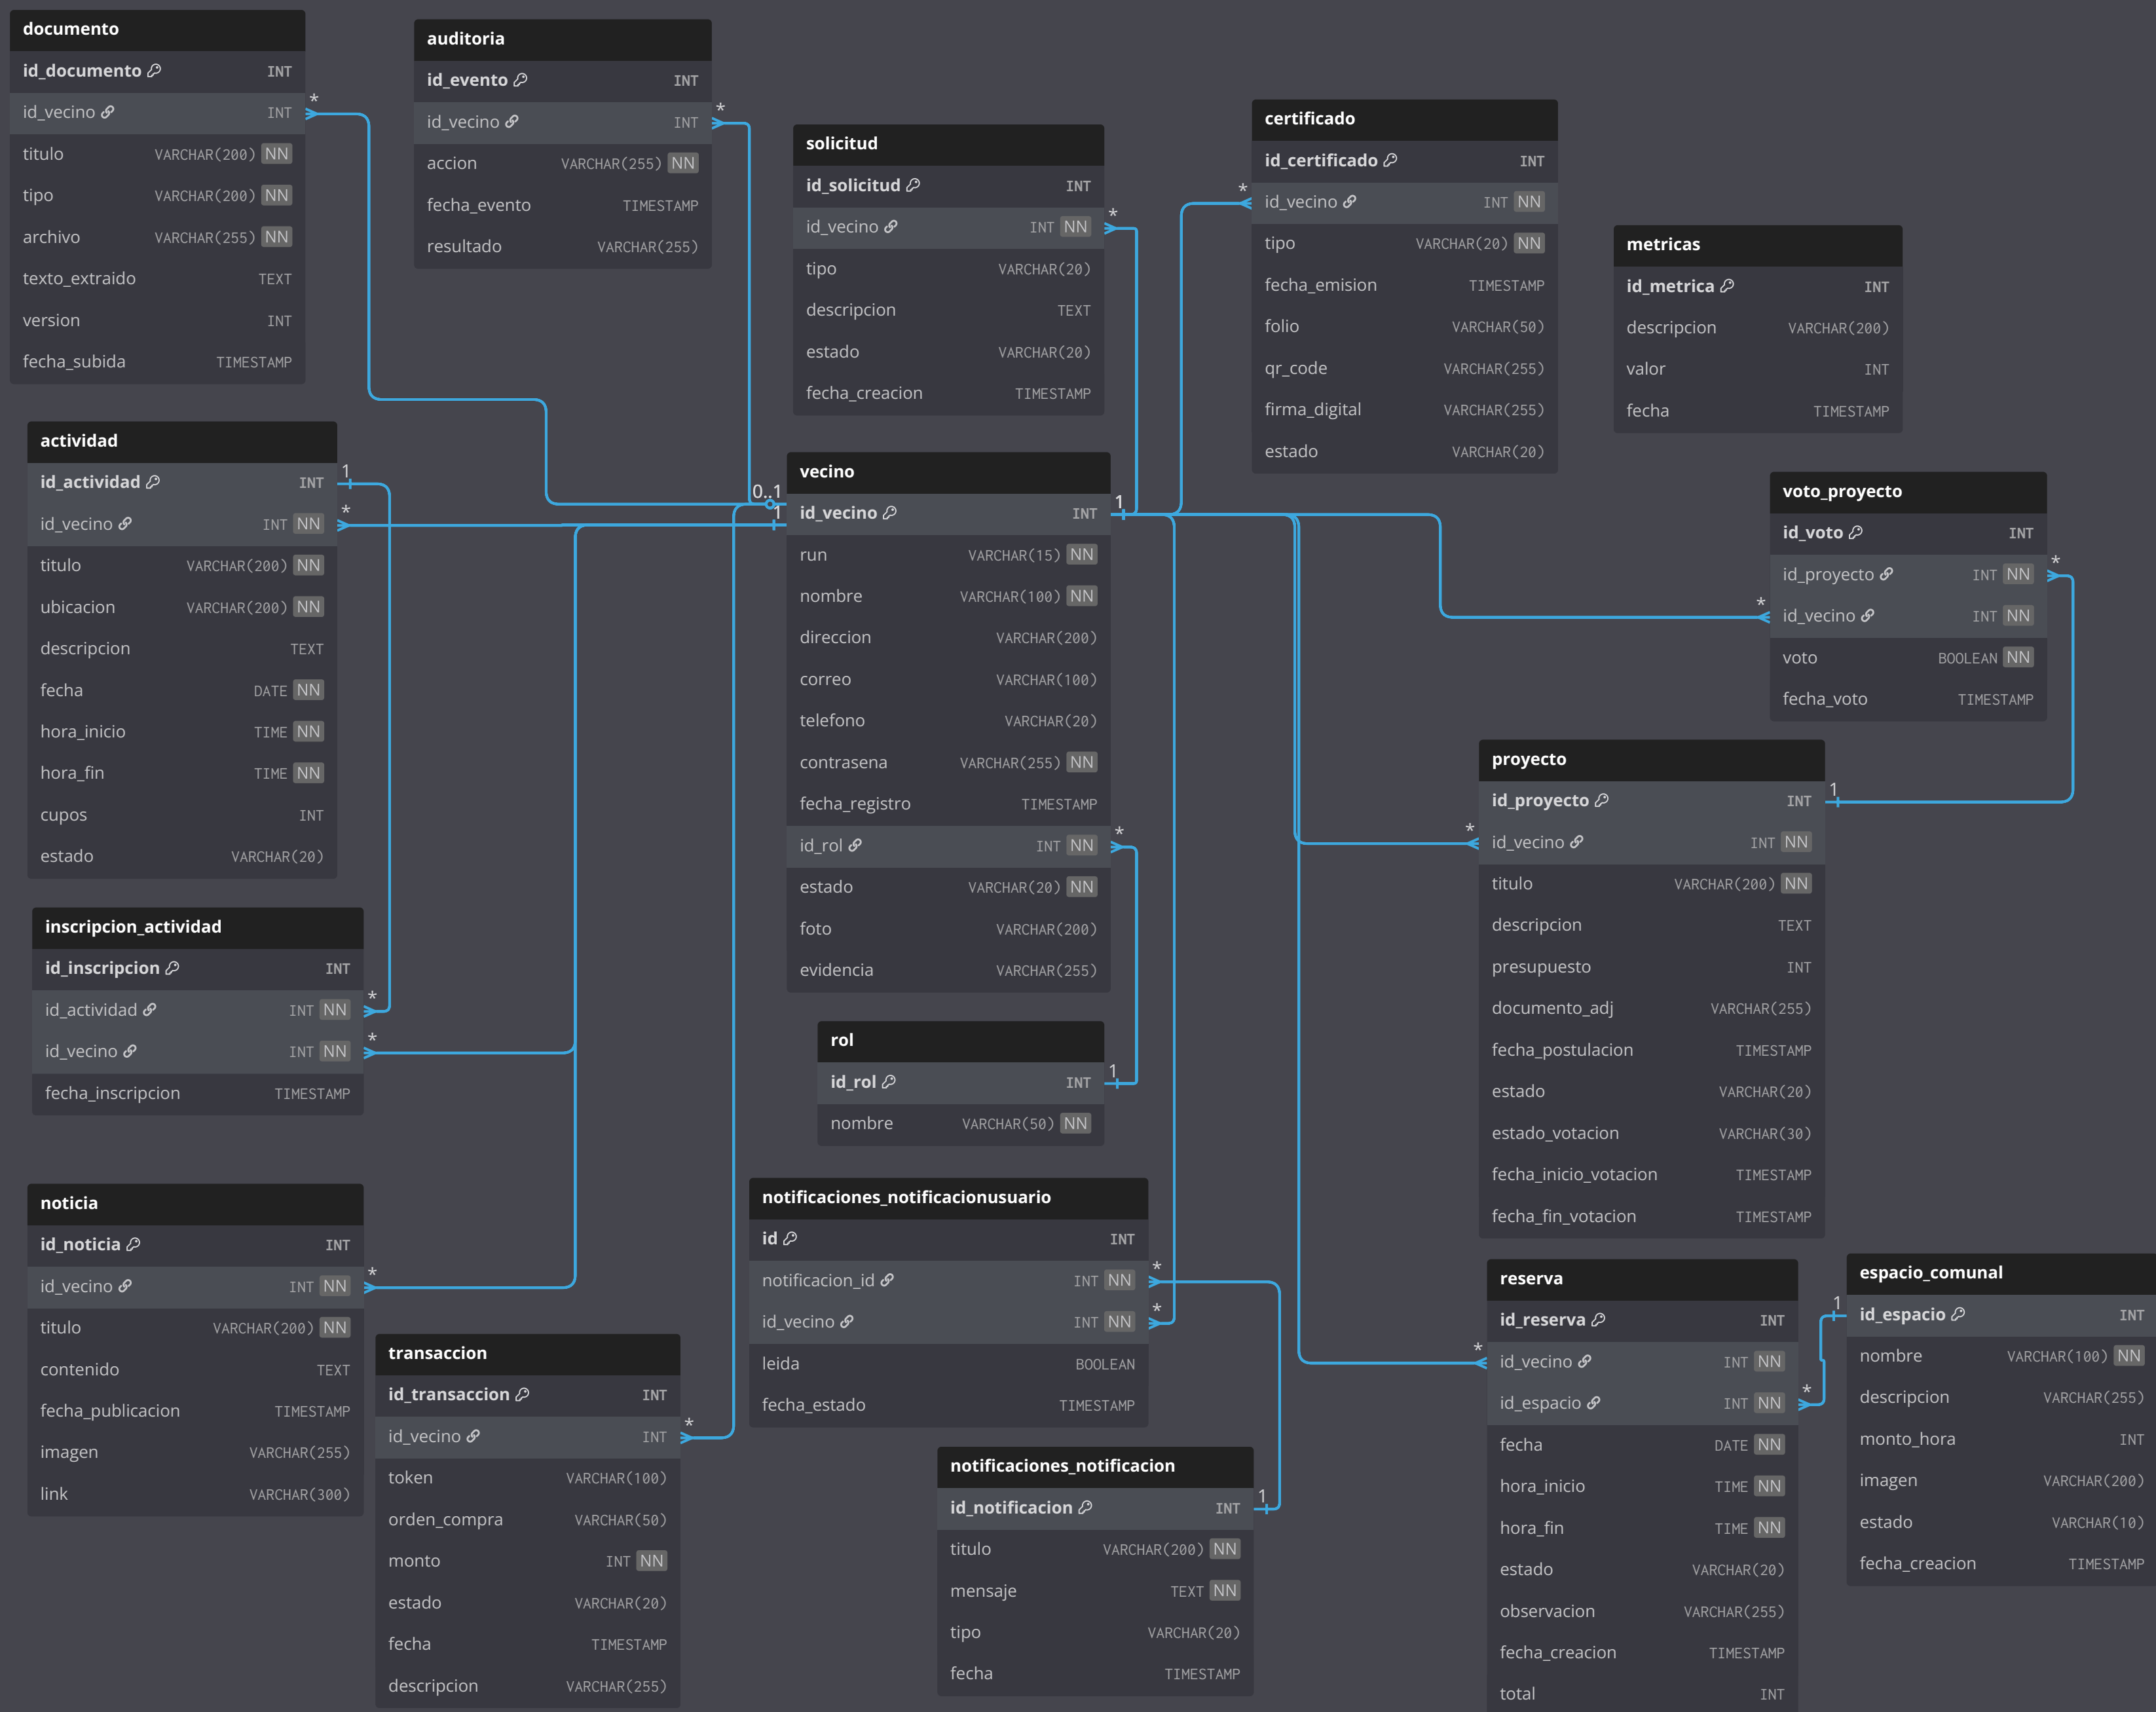 documento
id_documento INT
*
id_vecino INT
titulo VARCHAR(200) NN
tipo VARCHAR(200) NN
archivo VARCHAR(255) NN
texto_extraido TEXT
version INT
fecha_subida TIMESTAMP
auditoria
id_evento INT
*
id_vecino INT
accion VARCHAR(255) NN
fecha_evento TIMESTAMP
resultado VARCHAR(255)
solicitud
id_solicitud INT
*
id_vecino INT NN
tipo VARCHAR(20)
descripcion TEXT
estado VARCHAR(20)
fecha_creacion TIMESTAMP
certificado
id_certificado INT
*
id_vecino INT NN
tipo VARCHAR(20) NN
fecha_emision TIMESTAMP
folio VARCHAR(50)
qr_code VARCHAR(255)
firma_digital VARCHAR(255)
estado VARCHAR(20)
metricas
id_metrica INT
descripcion VARCHAR(200)
valor INT
fecha TIMESTAMP
actividad
1
id_actividad INT
*
id_vecino INT NN
titulo VARCHAR(200) NN
ubicacion VARCHAR(200) NN
descripcion TEXT
fecha DATE NN
hora_inicio TIME NN
hora_fin TIME NN
cupos INT
estado VARCHAR(20)
vecino
0..1
1
1
id_vecino INT
run VARCHAR(15) NN
nombre VARCHAR(100) NN
direccion VARCHAR(200)
correo VARCHAR(100)
telefono VARCHAR(20)
contrasena VARCHAR(255) NN
fecha_registro TIMESTAMP
*
id_rol INT NN
estado VARCHAR(20) NN
foto VARCHAR(200)
evidencia VARCHAR(255)
voto_proyecto
id_voto INT
*
id_proyecto INT NN
*
id_vecino INT NN
voto BOOLEAN NN
fecha_voto TIMESTAMP
proyecto
1
id_proyecto INT
*
id_vecino INT NN
titulo VARCHAR(200) NN
descripcion TEXT
presupuesto INT
documento_adj VARCHAR(255)
fecha_postulacion TIMESTAMP
estado VARCHAR(20)
estado_votacion VARCHAR(30)
fecha_inicio_votacion TIMESTAMP
fecha_fin_votacion TIMESTAMP
inscripcion_actividad
id_inscripcion INT
*
id_actividad INT NN
*
id_vecino INT NN
fecha_inscripcion TIMESTAMP
rol
1
id_rol INT
nombre VARCHAR(50) NN
noticia
id_noticia INT
*
id_vecino INT NN
titulo VARCHAR(200) NN
contenido TEXT
fecha_publicacion TIMESTAMP
imagen VARCHAR(255)
link VARCHAR(300)
notificaciones_notificacionusuario
id INT
*
notificacion_id INT NN
*
id_vecino INT NN
leida BOOLEAN
fecha_estado TIMESTAMP
transaccion
id_transaccion INT
*
id_vecino INT
token VARCHAR(100)
orden_compra VARCHAR(50)
monto INT NN
estado VARCHAR(20)
fecha TIMESTAMP
descripcion VARCHAR(255)
notificaciones_notificacion
1
id_notificacion INT
titulo VARCHAR(200) NN
mensaje TEXT NN
tipo VARCHAR(20)
fecha TIMESTAMP
reserva
id_reserva INT
*
id_vecino INT NN
*
id_espacio INT NN
fecha DATE NN
hora_inicio TIME NN
hora_fin TIME NN
estado VARCHAR(20)
observacion VARCHAR(255)
fecha_creacion TIMESTAMP
total INT
espacio_comunal
1
id_espacio INT
nombre VARCHAR(100) NN
descripcion VARCHAR(255)
monto_hora INT
imagen VARCHAR(200)
estado VARCHAR(10)
fecha_creacion TIMESTAMP